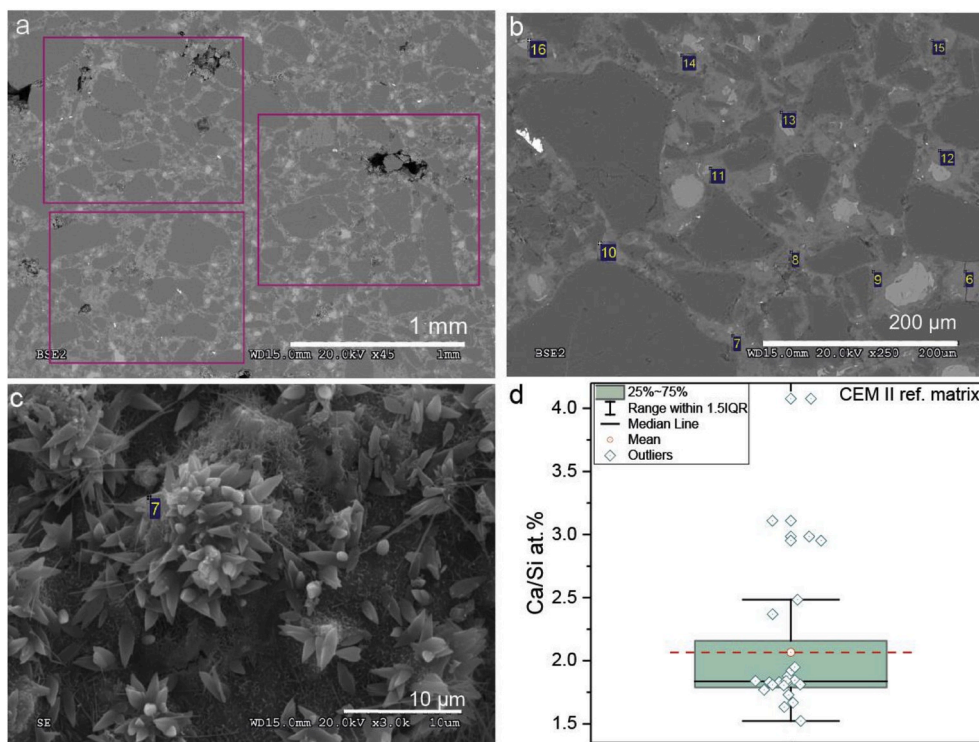 a
1 mm
BSE2
WD15.0mm 20.0kV x45
1mm
b
16
15
14
13
12
11
10
8
9
6
7
200 µm
BSE2
WD15.0mm 20.0kV x250
200um
c
7
10 µm
SE
WD15.0mm 20.0kV x3.0k
10um
d
CEM II ref. matrix
25%~75%
Range within 1.5IQR
Median Line
Mean
Outliers
Ca/Si at.%
4.0
3.5
3.0
2.5
2.0
1.5